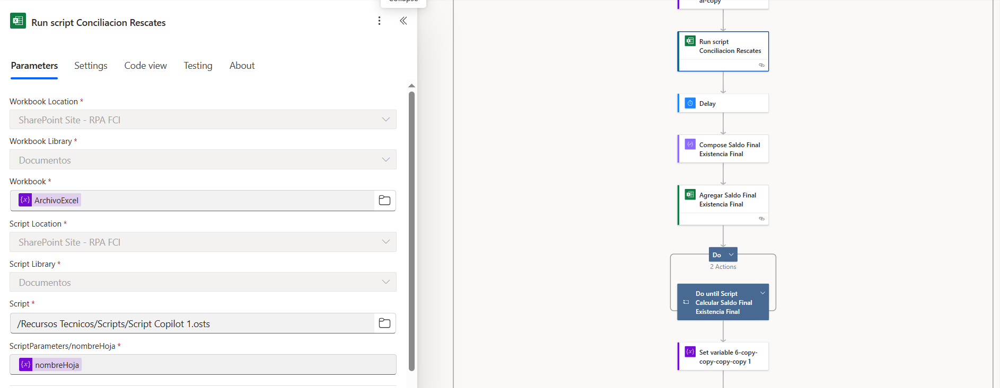 Collapse
Run script Conciliacion Rescates
Parameters
Settings
Code view
Testing
About
Workbook Location *
SharePoint Site - RPA FCI
Workbook Library *
Documentos
Workbook *
{x} ArchivoExcel
Script Location *
SharePoint Site - RPA FCI
Script Library *
Documentos
Script *
/Recursos Tecnicos/Scripts/Script Copilot 1.osts
ScriptParameters/nombreHoja *
{x} nombreHoja
al-copy
Run script
Conciliacion Rescates
Delay
Compose Saldo Final
Existencia Final
Agregar Saldo Final
Existencia Final
Do
2 Actions
Do until Script
Calcular Saldo Final
Existencia Final
{x} Set variable 6-copy-
copy-copy-copy 1